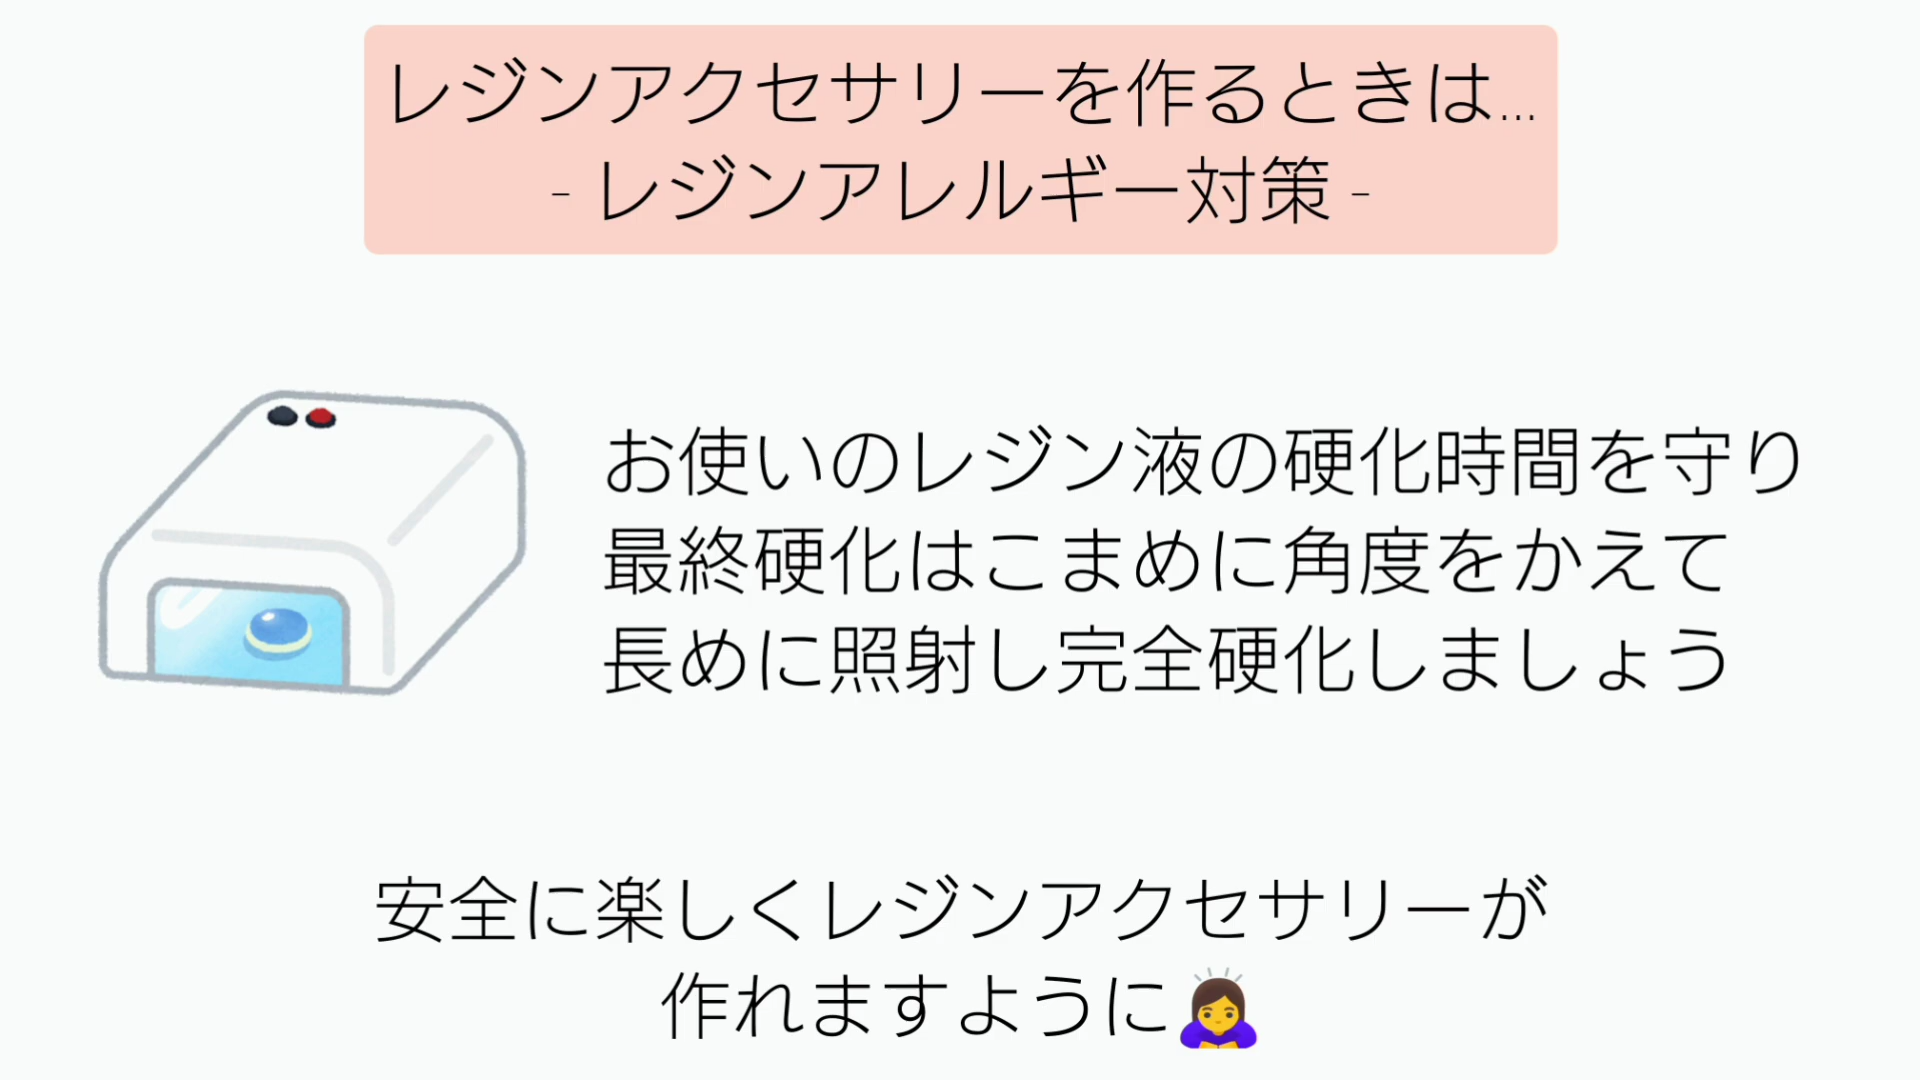 レジンアクセサリーを作るときは...
- レジンアレルギー対策 -
お使いのレジン液の硬化時間を守り
最終硬化はこまめに角度をかえて
長めに照射し完全硬化しましょう
安全に楽しくレジンアクセサリーが
作れますように🙇‍♀️